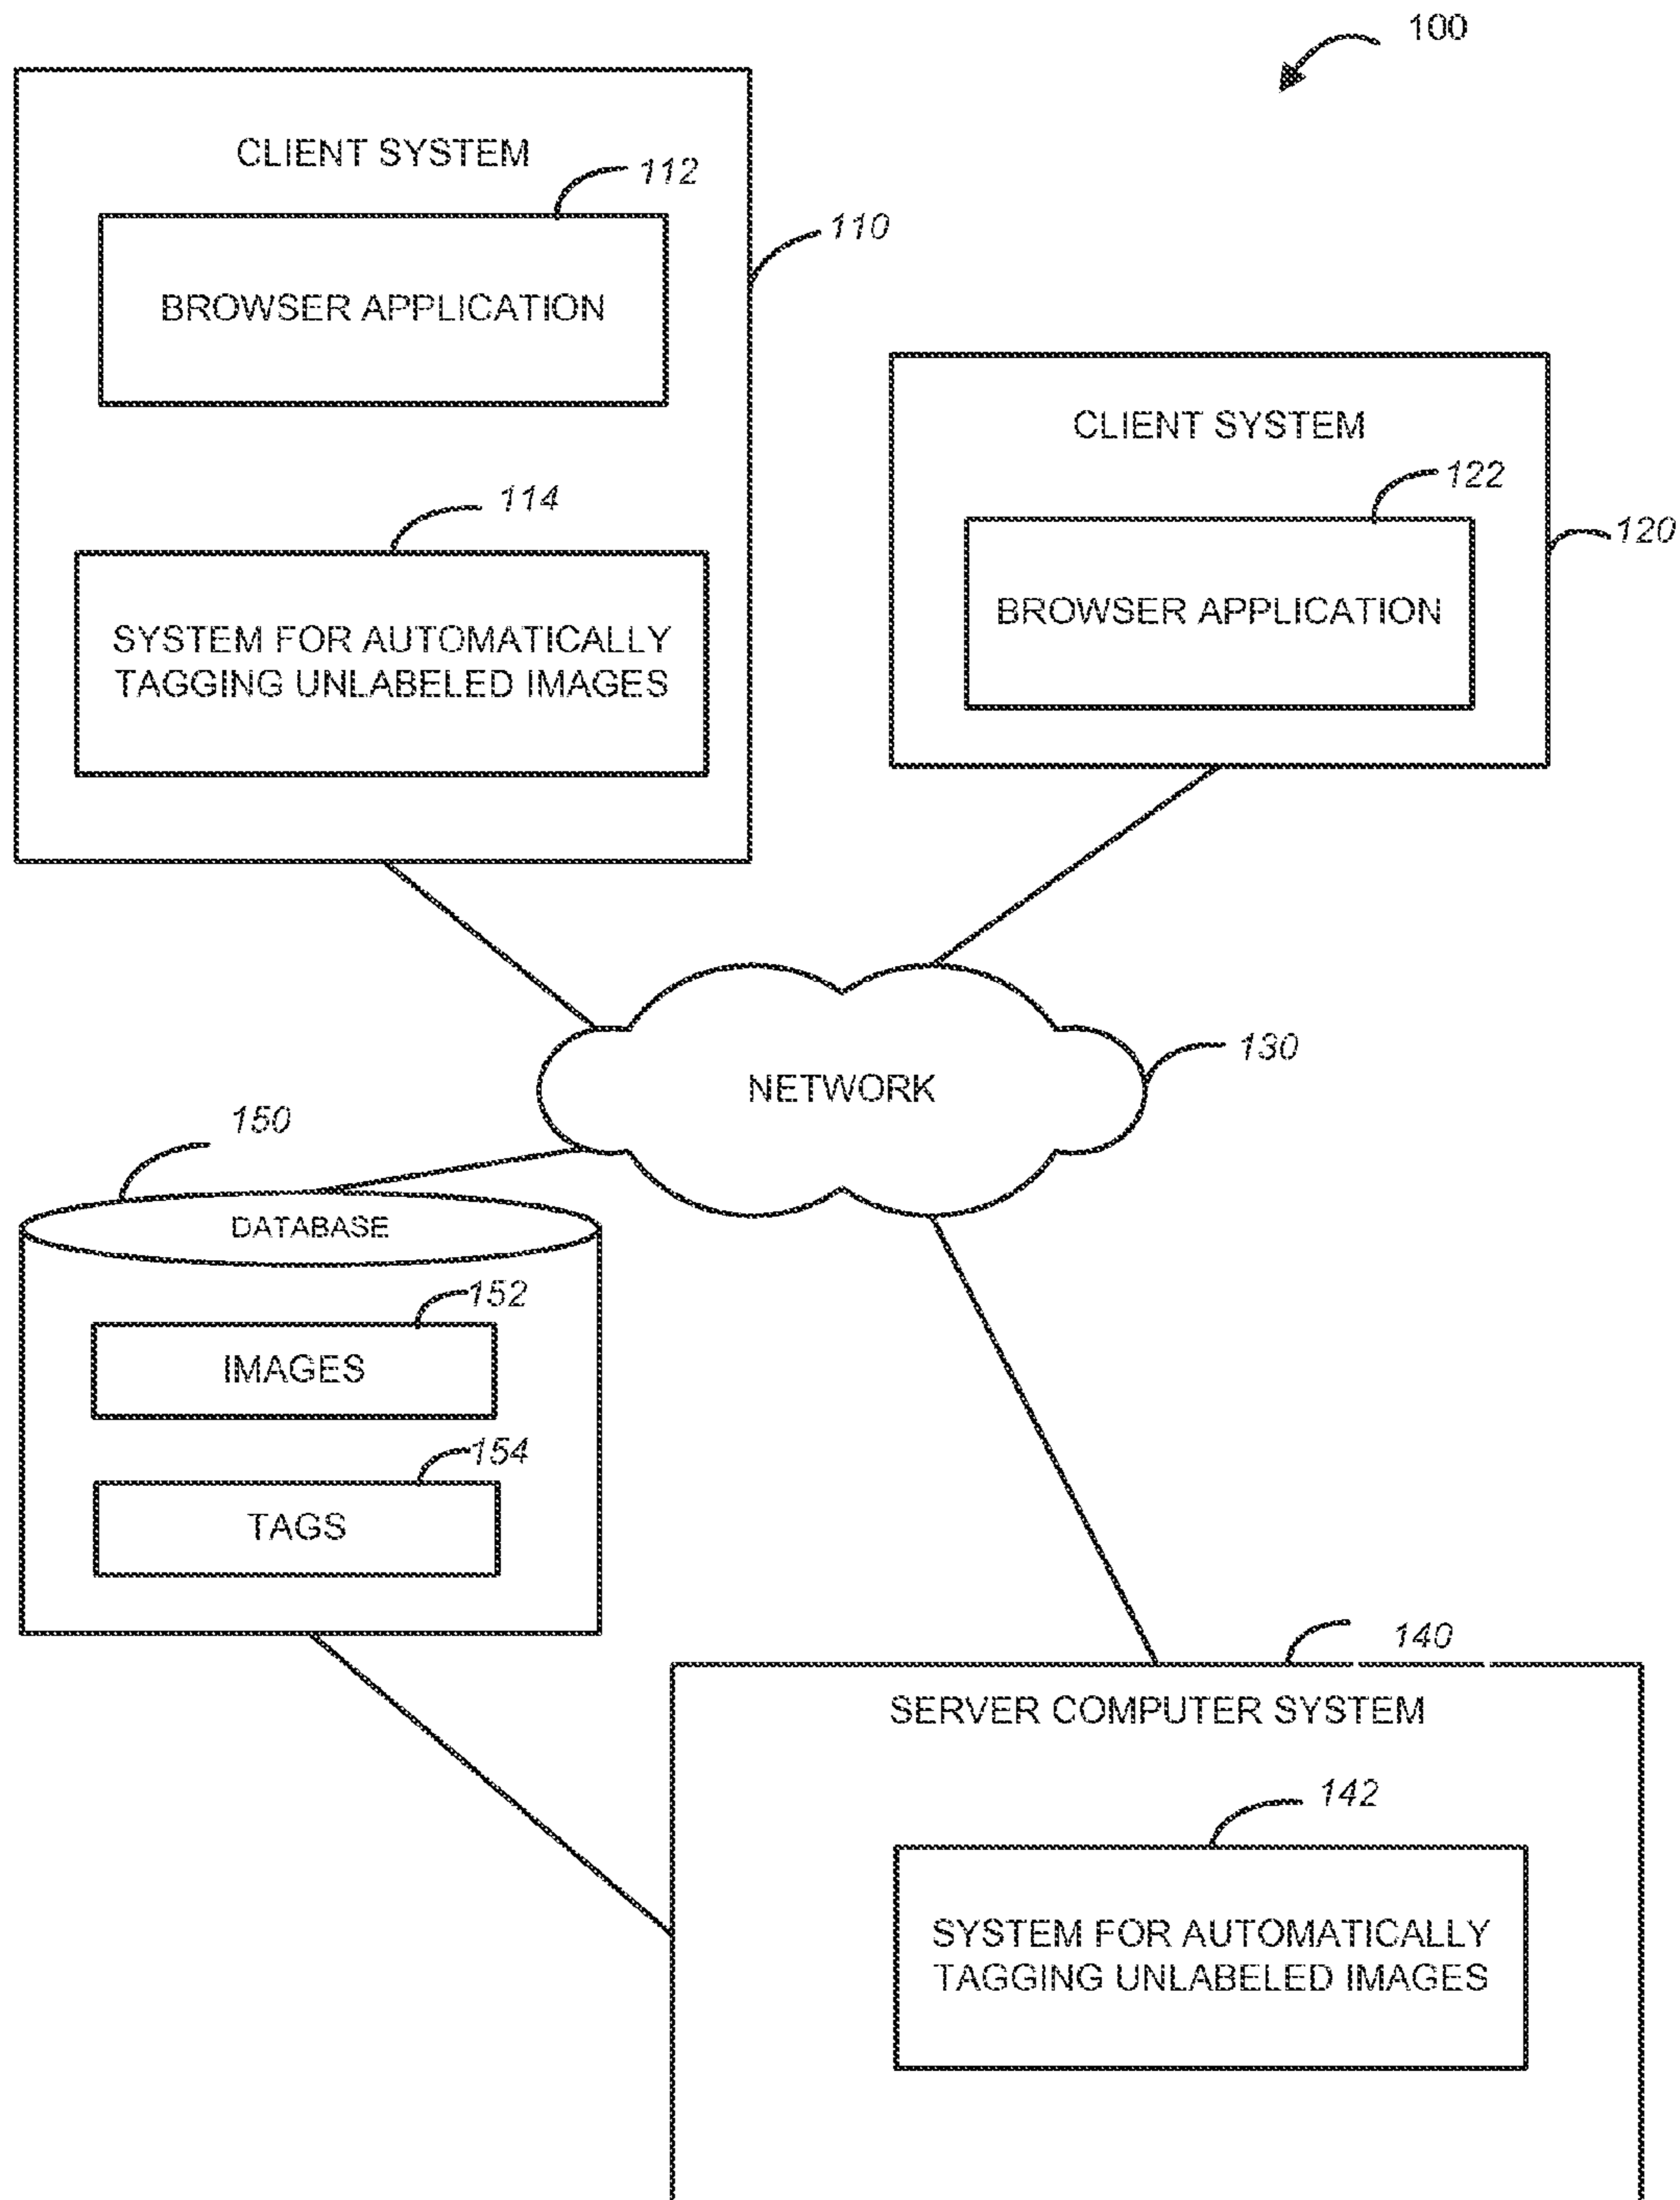 100
CLIENT SYSTEM
112
110
BROWSER APPLICATION
CLIENT SYSTEM
122
114
120
BROWSER APPLICATION
SYSTEM FOR AUTOMATICALLY
TAGGING UNLABELED IMAGES
130
NETWORK
150
DATABASE
152
IMAGES
154
TAGS
140
SERVER COMPUTER SYSTEM
142
SYSTEM FOR AUTOMATICALLY
TAGGING UNLABELED IMAGES